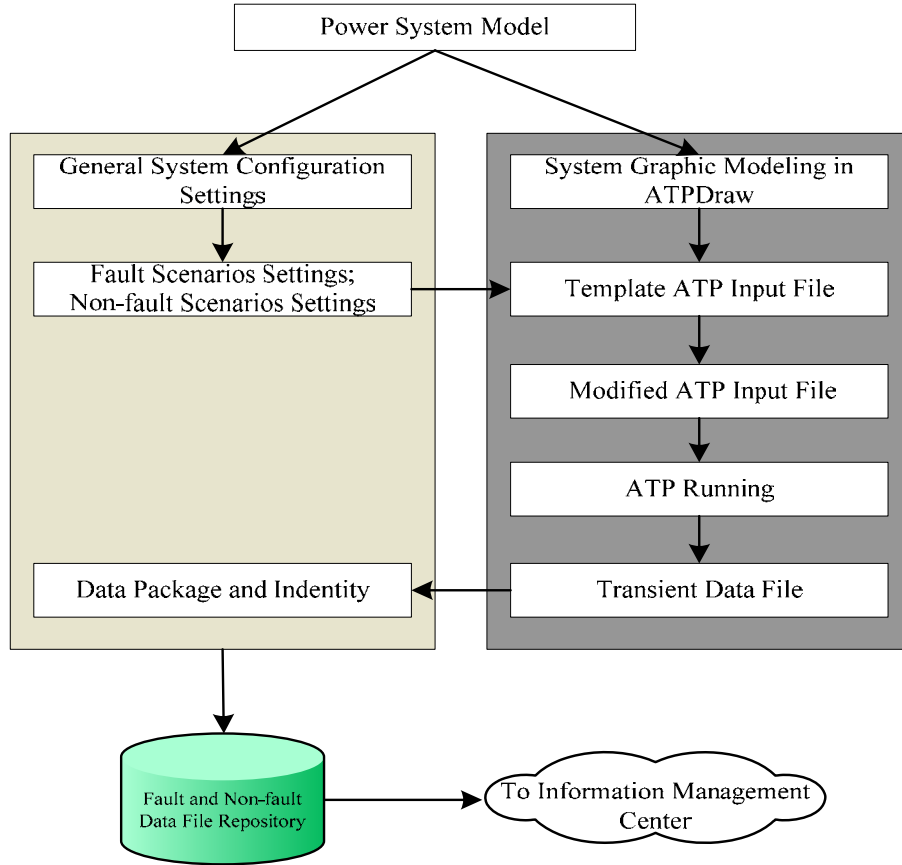 Power System Model
General System Configuration
Settings
System Graphic Modeling in
ATPDraw
Fault Scenarios Settings;
Non-fault Scenarios Settings
Template ATP Input File
Modified ATP Input File
ATP Running
Data Package and Indentity
Transient Data File
Fault and Non-fault
Data File Repository
To Information Management
Center